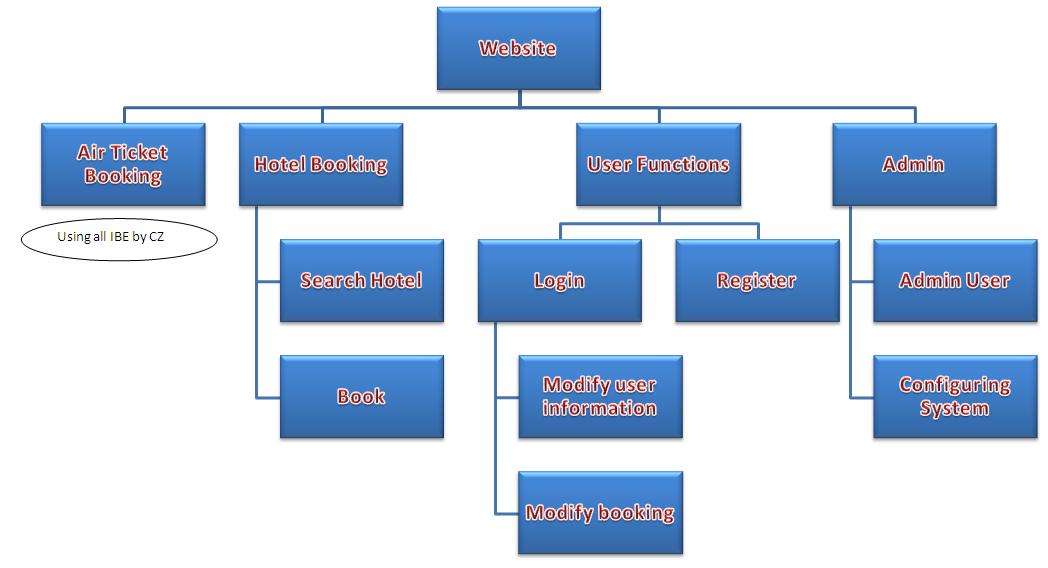 Website
Air Ticket
Booking
Hotel Booking
User Functions
Admin
Using all IBE by CZ
Search Hotel
Login
Register
Admin User
Book
Modify user
information
Configuring
System
Modify booking